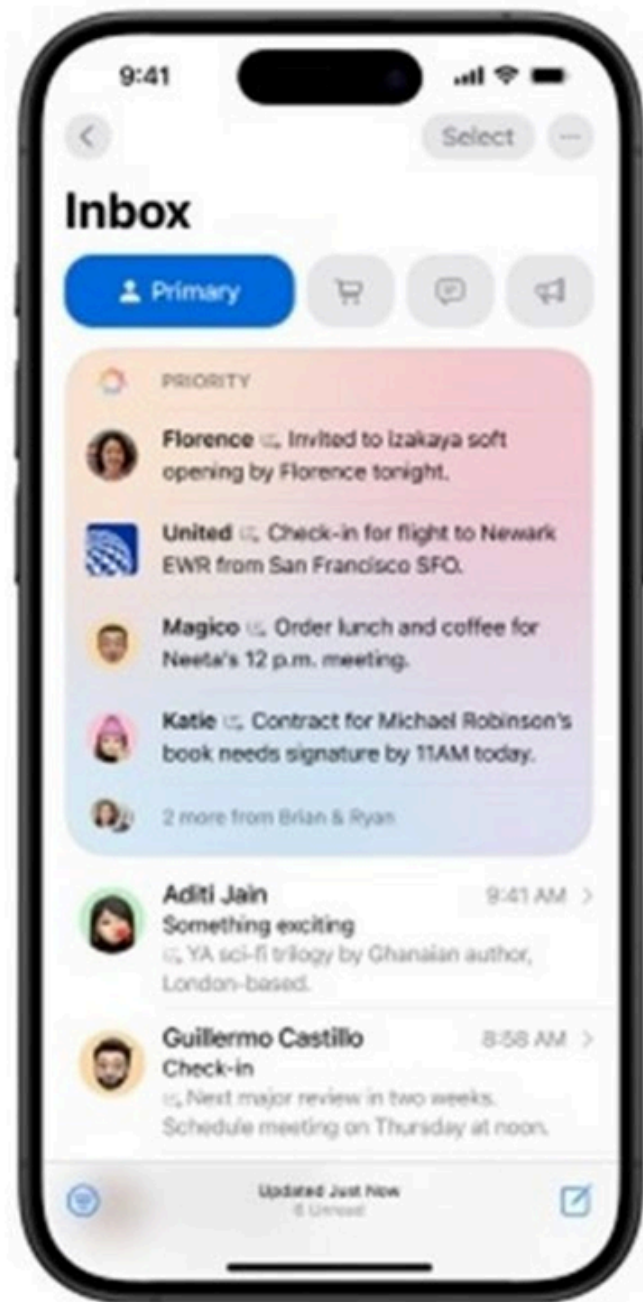 9:41
Select
Inbox
Primary
PRIORITY
Florence Invited to izakaya soft
opening by Florence tonight.
United Check-in for flight to Newark
EWR from San Francisco SFO.
Magico Order lunch and coffee for
Neeta's 12 p.m. meeting.
Katie Contract for Michael Robinson's
book needs signature by 11AM today.
2 more from Brian & Ryan
Aditi Jain 9:41 AM
Something exciting
YA sci-fi trilogy by Ghanaian author,
London-based.
Guillermo Castillo 8:58 AM
Check-in
Next major review in two weeks.
Schedule meeting on Thursday at noon.
Updated Just Now
6 Unread